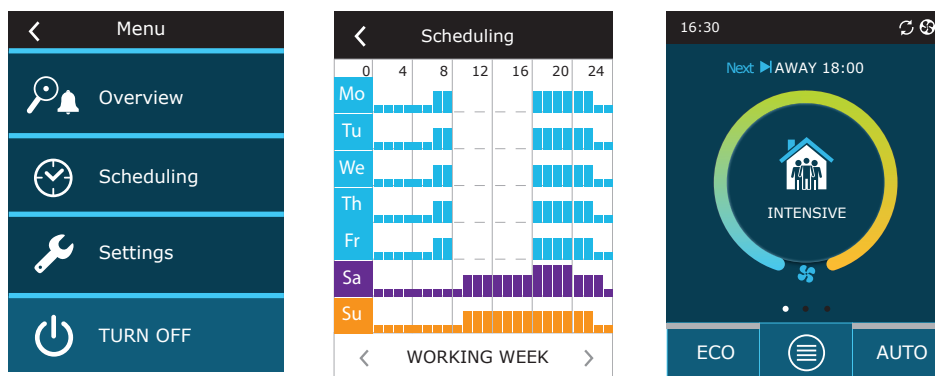 Menu
Overview
Scheduling
Settings
TURN OFF
Scheduling
0 4 8 12 16 20 24
Mo
Tu
We
Th
Fr
Sa
Su
WORKING WEEK
16:30
Next AWAY 18:00
INTENSIVE
ECO
AUTO